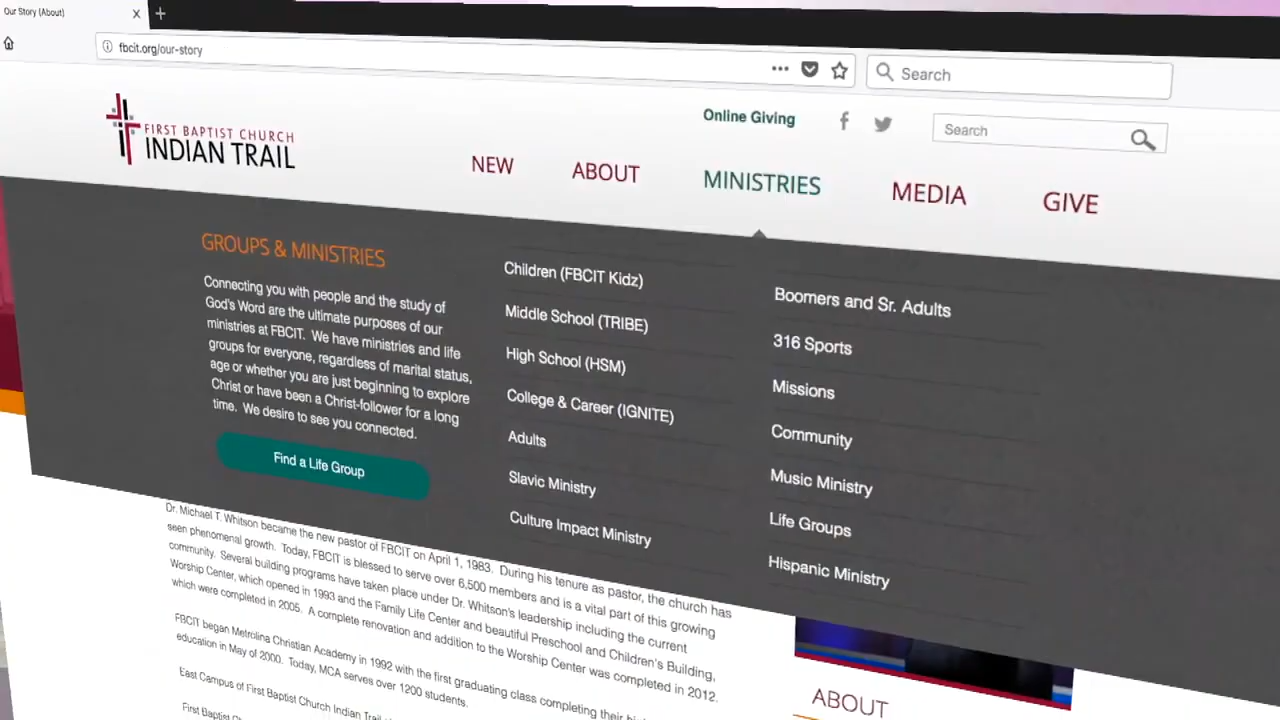 Our Story (About)
fbcit.org/our-story
Search
Online Giving
Search
FIRST BAPTIST CHURCH
INDIAN TRAIL
NEW
ABOUT
MINISTRIES
MEDIA
GIVE
GROUPS & MINISTRIES
Connecting you with people and the study of
God's Word are the ultimate purposes of our
ministries at FBCIT. We have ministries and life
groups for everyone, regardless of marital status,
age or whether you are just beginning to explore
Christ or have been a Christ-follower for a long
time. We desire to see you connected.
Find a Life Group
Children (FBCIT Kidz)
Middle School (TRIBE)
High School (HSM)
College & Career (IGNITE)
Adults
Slavic Ministry
Culture Impact Ministry
Boomers and Sr. Adults
316 Sports
Missions
Community
Music Ministry
Life Groups
Hispanic Ministry
Dr. Michael T. Whitson became the new pastor of FBCIT on April 1, 1983. During his tenure as pastor, the church has
seen phenomenal growth. Today, FBCIT is blessed to serve over 6,500 members and is a vital part of this growing
community. Several building programs have taken place under Dr. Whitson's leadership including the current
Worship Center, which opened in 1993 and the Family Life Center and beautiful Preschool and Children's Building,
which were completed in 2005. A complete renovation and addition to the Worship Center was completed in 2012.
FBCIT began Metrolina Christian Academy in 1992 with the first graduating class completing their
education in May of 2000. Today, MCA serves over 1200 students.
East Campus of First Baptist Church Indian Trail
First Baptist
ABOUT